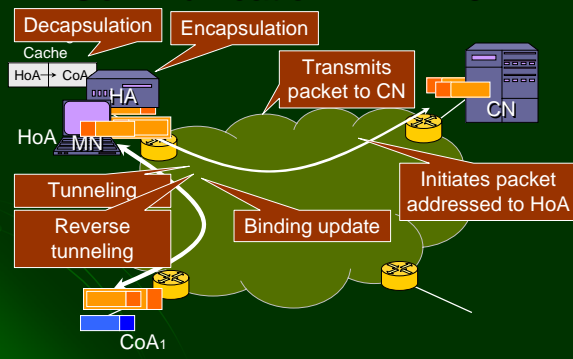 Decapsulation
Encapsulation
Cache
HoA → CoA
HA
Transmits
packet to CN
CN
HoA
MN
Tunneling
Initiates packet
addressed to HoA
Reverse
tunneling
Binding update
CoA1